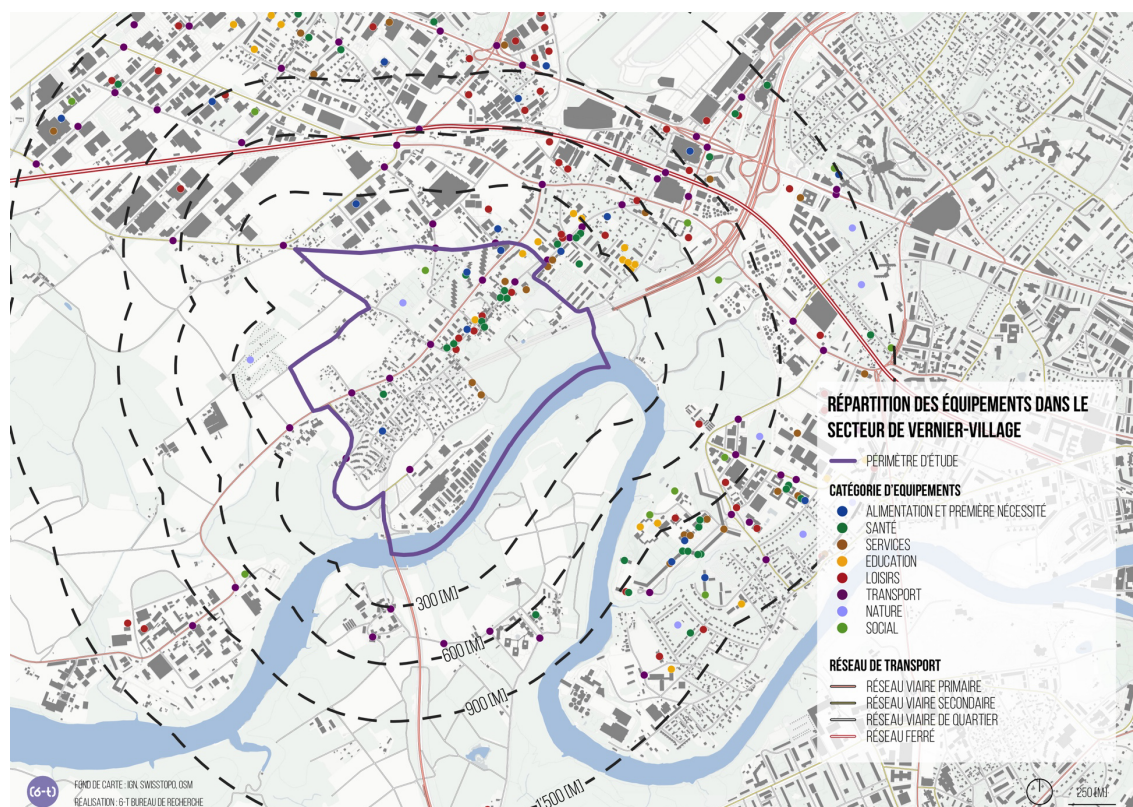 RÉPARTITION DES ÉQUIPEMENTS DANS LE
SECTEUR DE VERNIER-VILLAGE
PÉRIMÈTRE D'ÉTUDE
CATÉGORIE D'EQUIPEMENTS
ALIMENTATION ET PREMIÈRE NÉCESSITÉ
SANTÉ
SERVICES
EDUCATION
LOISIRS
TRANSPORT
NATURE
SOCIAL
RÉSEAU DE TRANSPORT
RÉSEAU VIAIRE PRIMAIRE
RÉSEAU VIAIRE SECONDAIRE
RÉSEAU VIAIRE DE QUARTIER
RÉSEAU FERRÉ
300 [M]
600 [M]
900 [M]
1'500 [M]
250 [M]
(6-t)
FOND DE CARTE : IGN, SWISSTOPO, OSM
RÉALISATION : 6-T BUREAU DE RECHERCHE